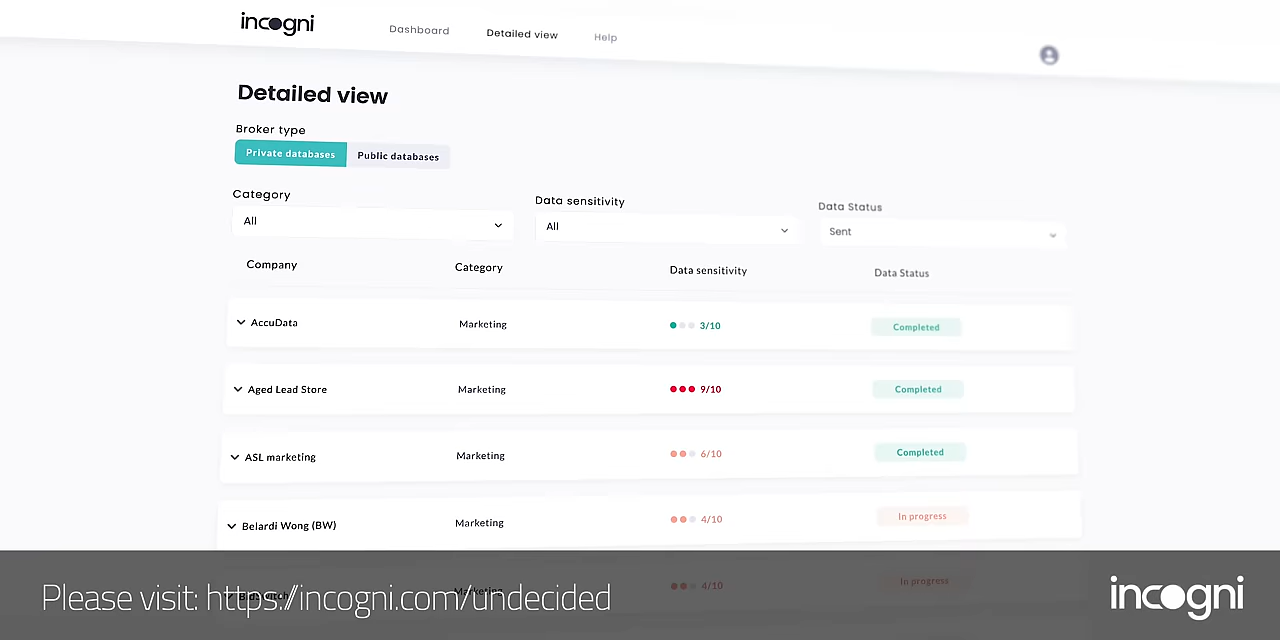 incogni
Dashboard
Detailed view
Help
Detailed view
Broker type
Private databases
Public databases
Category
Data sensitivity
Data Status
All
All
Sent
Company
Category
Data sensitivity
Data Status
AccuData
Marketing
3/10
Completed
Aged Lead Store
Marketing
9/10
Completed
ASL marketing
Marketing
6/10
Completed
Belardi Wong (BW)
Marketing
4/10
In progress
Marketing
4/10
In progress
Please visit: https://incogni.com/undecided
incogni